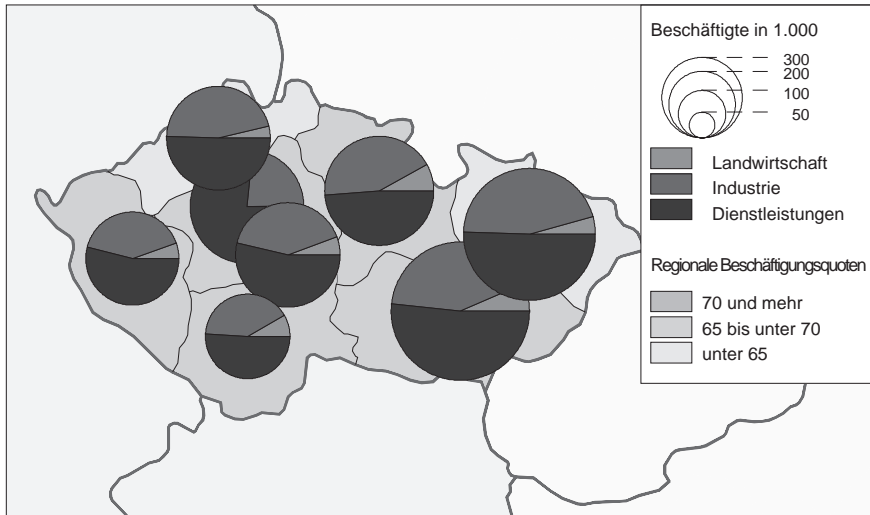 Beschäftigte in 1.000
300
200
100
50
Landwirtschaft
Industrie
Dienstleistungen
Regionale Beschäftigungsquoten
70 und mehr
65 bis unter 70
unter 65